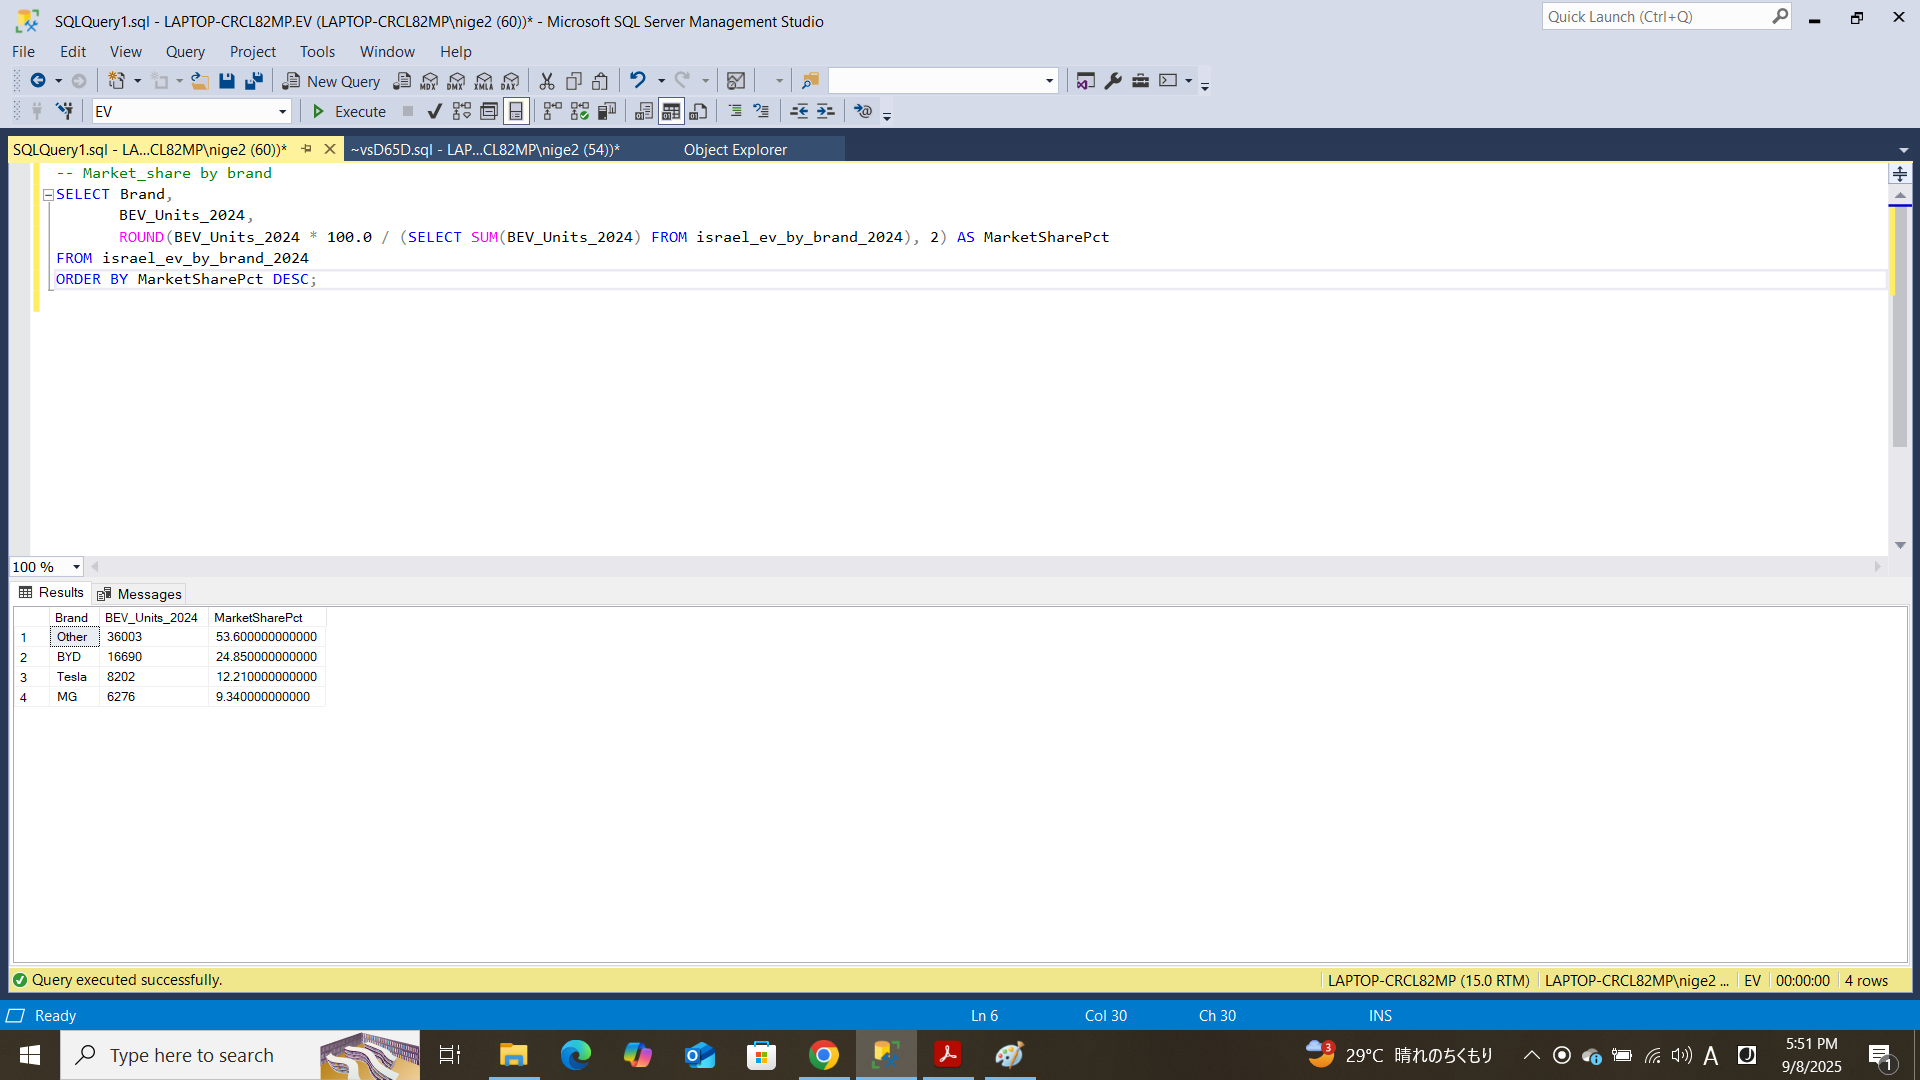 SQLQuery1.sql - LAPTOP-CRCL82MP.EV (LAPTOP-CRCL82MP\nige2 (60))* - Microsoft SQL Server Management Studio
Quick Launch (Ctrl+Q)
File Edit View Query Project Tools Window Help
New Query MDX DMX XMLA DAX
EV Execute
SQLQuery1.sql - LA...CL82MP\nige2 (60))* ~vsD65D.sql - LAP...CL82MP\nige2 (54))* Object Explorer
-- Market_share by brand
SELECT Brand,
BEV_Units_2024,
ROUND(BEV_Units_2024 * 100.0 / (SELECT SUM(BEV_Units_2024) FROM israel_ev_by_brand_2024), 2) AS MarketSharePct
FROM israel_ev_by_brand_2024
ORDER BY MarketSharePct DESC;
100 %
Results Messages
Brand BEV_Units_2024 MarketSharePct
1 Other 36003 53.600000000000
2 BYD 16690 24.850000000000
3 Tesla 8202 12.210000000000
4 MG 6276 9.340000000000
Query executed successfully. LAPTOP-CRCL82MP (15.0 RTM) LAPTOP-CRCL82MP\nige2 ... EV 00:00:00 4 rows
Ready Ln 6 Col 30 Ch 30 INS
Type here to search 3 29°C 晴れのちくもり A J 5:51 PM
9/8/2025 1